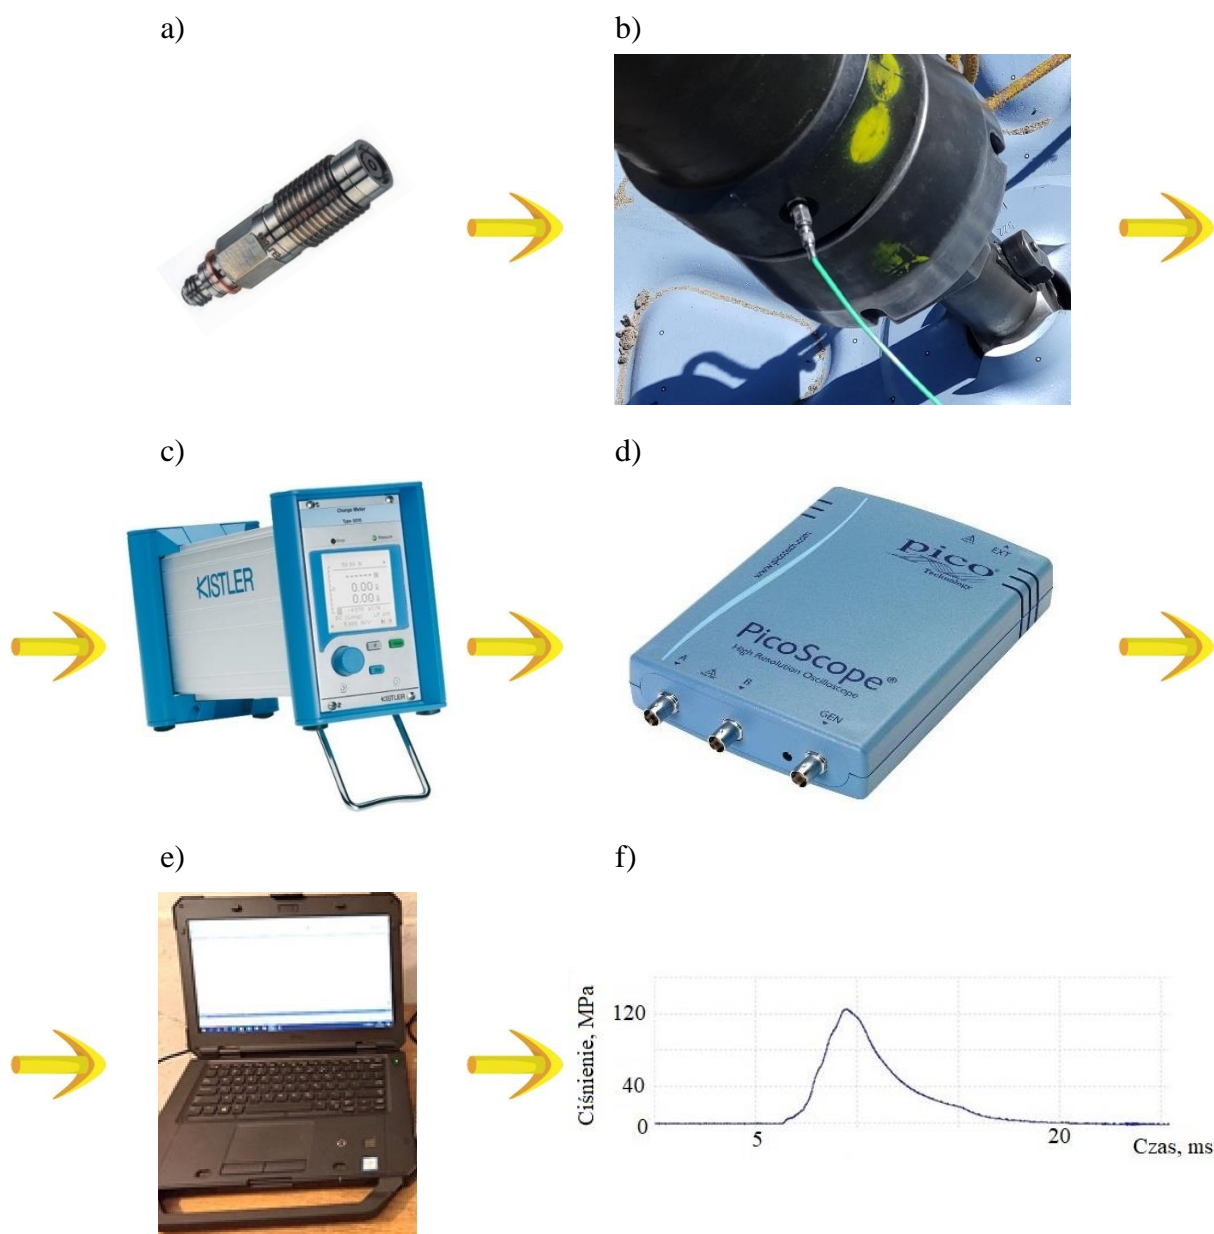 a)
b)
c)
d)
KISTLER
Charge Meter
Measure
0.00
0.00
KISTLER
www.picotech.com
EXT
pico
Technology
PicoScope®
High Resolution Oscilloscope
A
B
GEN
e)
f)
Ciśnienie, MPa
120
40
0
5
20
Czas, ms